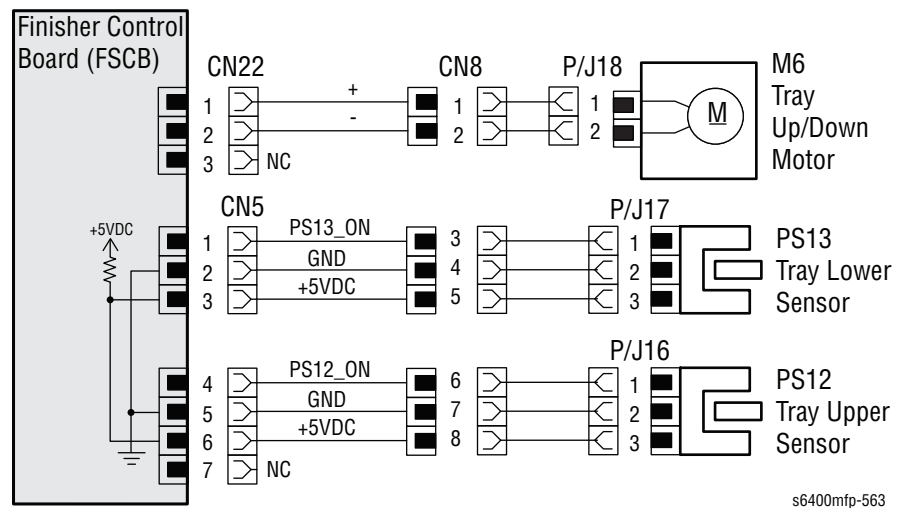 Finisher Control
Board (FSCB)
CN22
CN8
P/J18
M6
Tray
Up/Down
Motor
1
+
1
1
M
2
-
2
2
3
NC
CN5
P/J17
+5VDC
1
PS13_ON
3
1
PS13
Tray Lower
Sensor
2
GND
4
2
3
+5VDC
5
3
P/J16
4
PS12_ON
6
1
PS12
Tray Upper
Sensor
5
GND
7
2
6
+5VDC
8
3
7
NC
s6400mfp-563